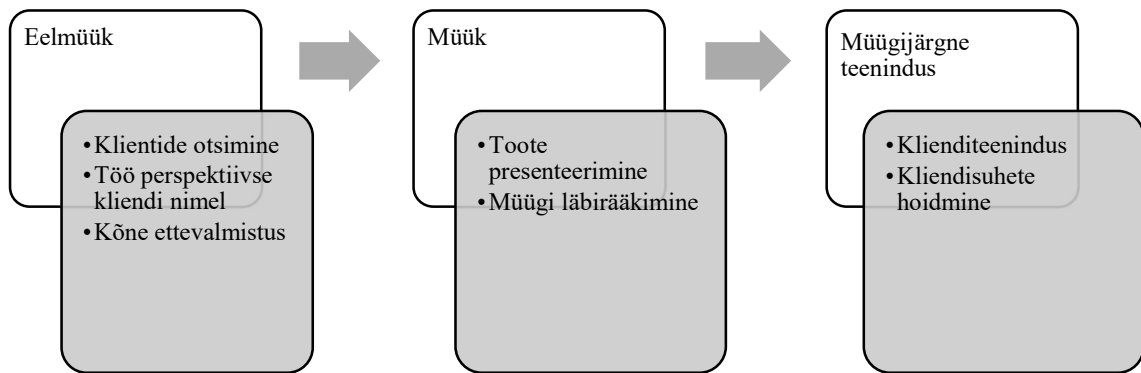 Eelmüük
• Klientide otsimine
• Töö perspektiivse
kliendi nimel
• Kõne ettevalmistus
Müük
• Toote
presenteerimine
• Müügi läbirääkimine
Müügijärgne
teenindus
• Klienditeenindus
• Kliendisuhete
hoidmine